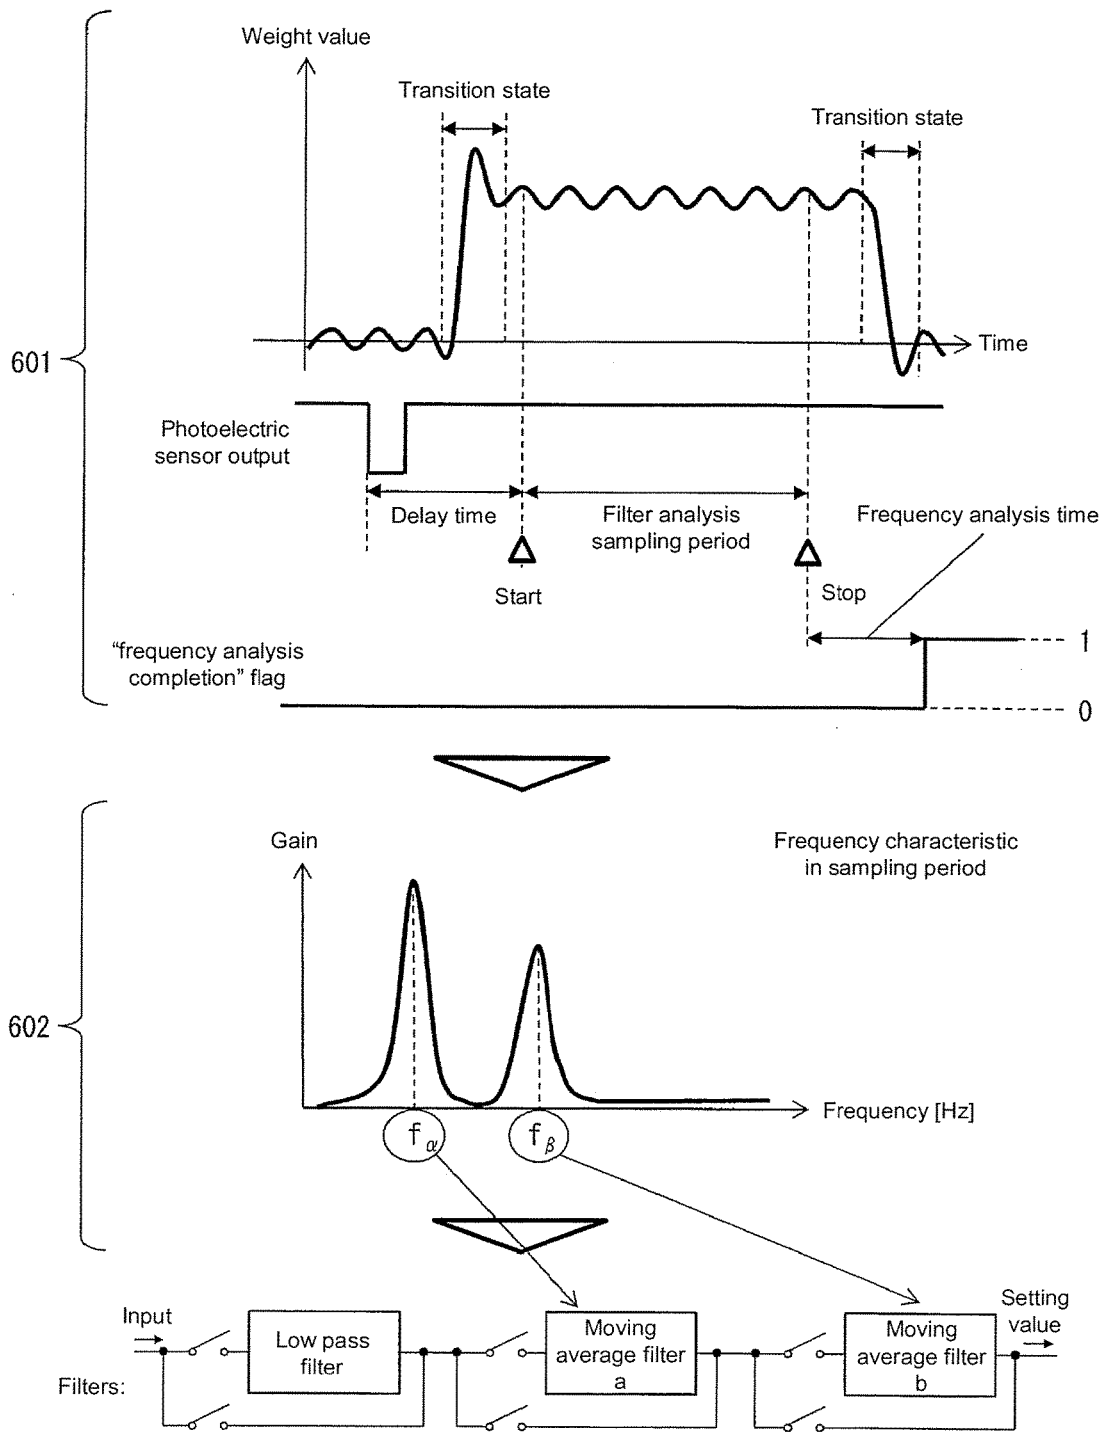 Weight value
Transition state
Transition state
601
Time
Photoelectric
sensor output
Delay time
Filter analysis
sampling period
Frequency analysis time
Start
Stop
"frequency analysis
completion" flag
1
0
Gain
Frequency characteristic
in sampling period
602
Frequency [Hz]
fα
fβ
Input
Low pass
filter
Moving
average filter
a
Moving
average filter
b
Setting
value
Filters: